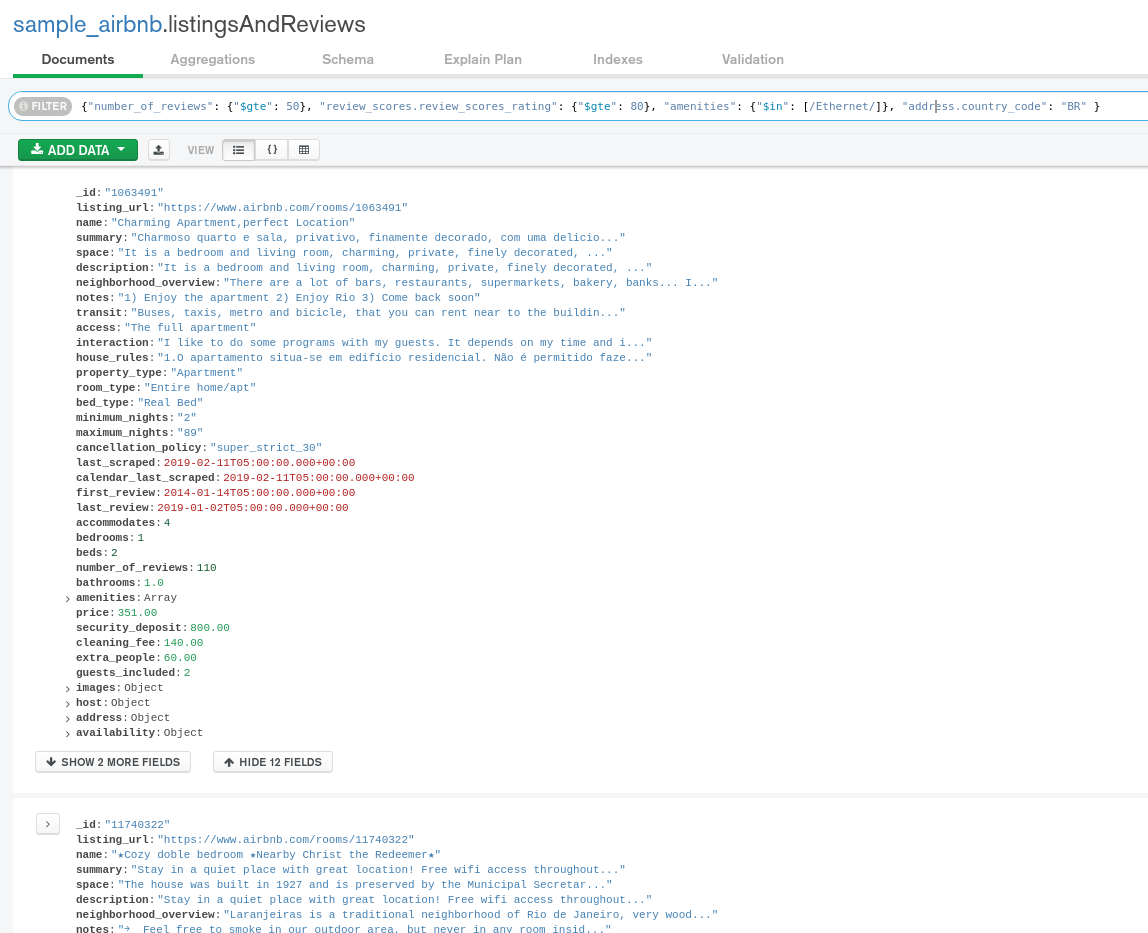 sample_airbnb.listingsAndReviews
Documents Aggregations Schema Explain Plan Indexes Validation
FILTER {"number_of_reviews": {"$gte": 50}, "review_scores.review_scores_rating": {"$gte": 80}, "amenities": {"$in": [/Ethernet/]}, "address.country_code": "BR" }
ADD DATA VIEW {}
_id: "1063491"
listing_url: "https://www.airbnb.com/rooms/1063491"
name: "Charming Apartment,perfect Location"
summary: "Charmoso quarto e sala, privativo, finamente decorado, com uma delicio..."
space: "It is a bedroom and living room, charming, private, finely decorated, ..."
description: "It is a bedroom and living room, charming, private, finely decorated, ..."
neighborhood_overview: "There are a lot of bars, restaurants, supermarkets, bakery, banks... I..."
notes: "1) Enjoy the apartment 2) Enjoy Rio 3) Come back soon"
transit: "Buses, taxis, metro and bicicle, that you can rent near to the buildin..."
access: "The full apartment"
interaction: "I like to do some programs with my guests. It depends on my time and i..."
house_rules: "1.O apartamento situa-se em edifício residencial. Não é permitido faze..."
property_type: "Apartment"
room_type: "Entire home/apt"
bed_type: "Real Bed"
minimum_nights: "2"
maximum_nights: "89"
cancellation_policy: "super_strict_30"
last_scraped: 2019-02-11T05:00:00.000+00:00
calendar_last_scraped: 2019-02-11T05:00:00.000+00:00
first_review: 2014-01-14T05:00:00.000+00:00
last_review: 2019-01-02T05:00:00.000+00:00
accommodates: 4
bedrooms: 1
beds: 2
number_of_reviews: 110
bathrooms: 1.0
amenities: Array
price: 351.00
security_deposit: 800.00
cleaning_fee: 140.00
extra_people: 60.00
guests_included: 2
images: Object
host: Object
address: Object
availability: Object
SHOW 2 MORE FIELDS HIDE 12 FIELDS
_id: "11740322"
listing_url: "https://www.airbnb.com/rooms/11740322"
name: "★Cozy doble bedroom ★Nearby Christ the Redeemer★"
summary: "Stay in a quiet place with great location! Free wifi access throughout..."
space: "The house was built in 1927 and is preserved by the Municipal Secretar..."
description: "Stay in a quiet place with great location! Free wifi access throughout..."
neighborhood_overview: "Laranjeiras is a traditional neighborhood of Rio de Janeiro, very wood..."
notes: "→ Feel free to smoke in our outdoor area, but never in any room insid..."